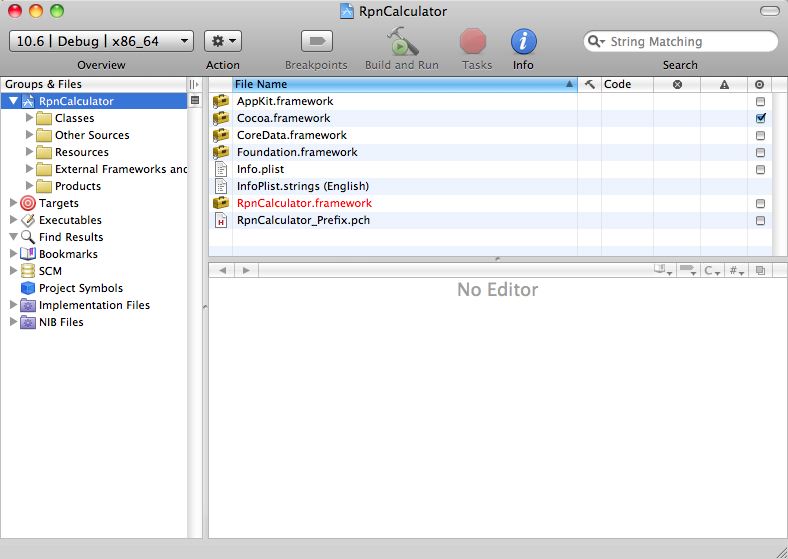 RpnCalculator
10.6 | Debug | x86_64
String Matching
Overview
Action
Breakpoints
Build and Run
Tasks
Info
Search
Groups & Files
File Name
Code
RpnCalculator
Classes
Other Sources
Resources
External Frameworks and
Products
Targets
Executables
Find Results
Bookmarks
SCM
Project Symbols
Implementation Files
NIB Files
AppKit.framework
Cocoa.framework
CoreData.framework
Foundation.framework
Info.plist
InfoPlist.strings (English)
RpnCalculator.framework
RpnCalculator_Prefix.pch
C
#
No Editor